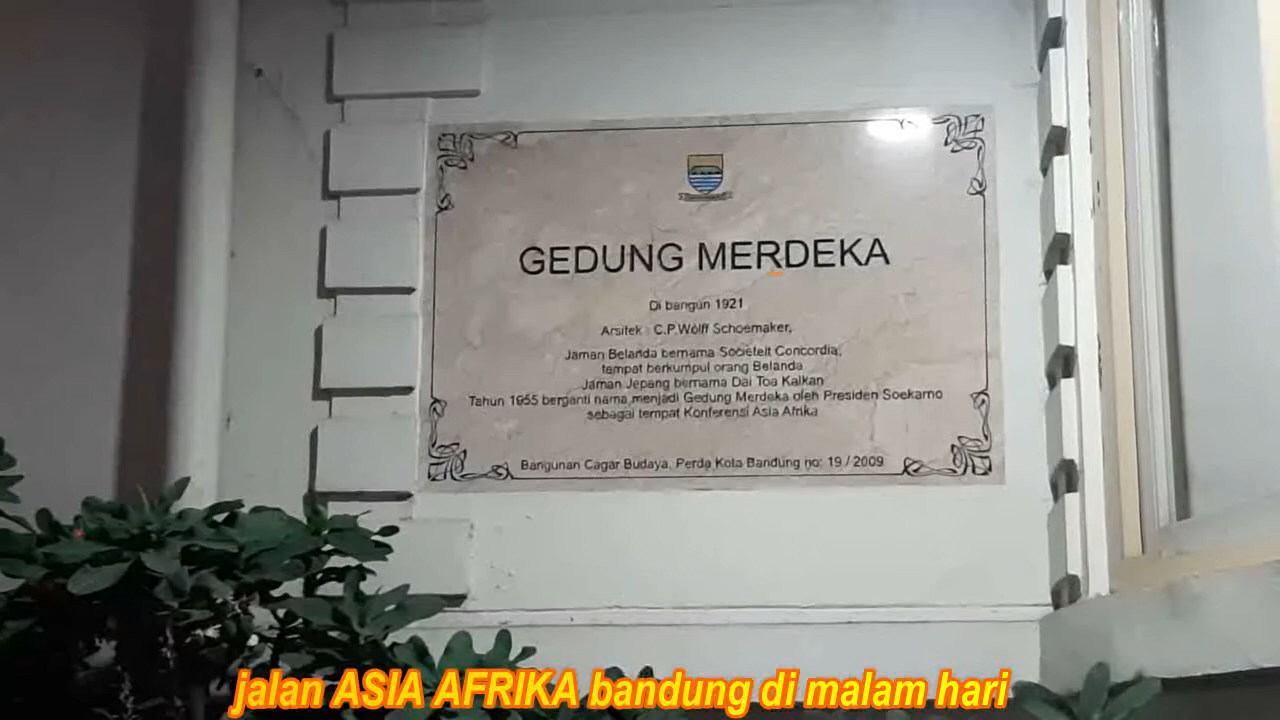 GEDUNG MERDEKA
Di bangun 1921
Arsitek : C.P.Wolff Schoemaker,
Jaman Belanda bernama Societeit Concordia,
tempat berkumpul orang Belanda
Jaman Jepang bernama Dai Toa Kaikan
Tahun 1955 berganti nama menjadi Gedung Merdeka oleh Presiden Soekarno
sebagai tempat Konferensi Asia Afrika
Bangunan Cagar Budaya, Perda Kota Bandung no: 19 / 2009
jalan ASIA AFRIKA bandung di malam hari